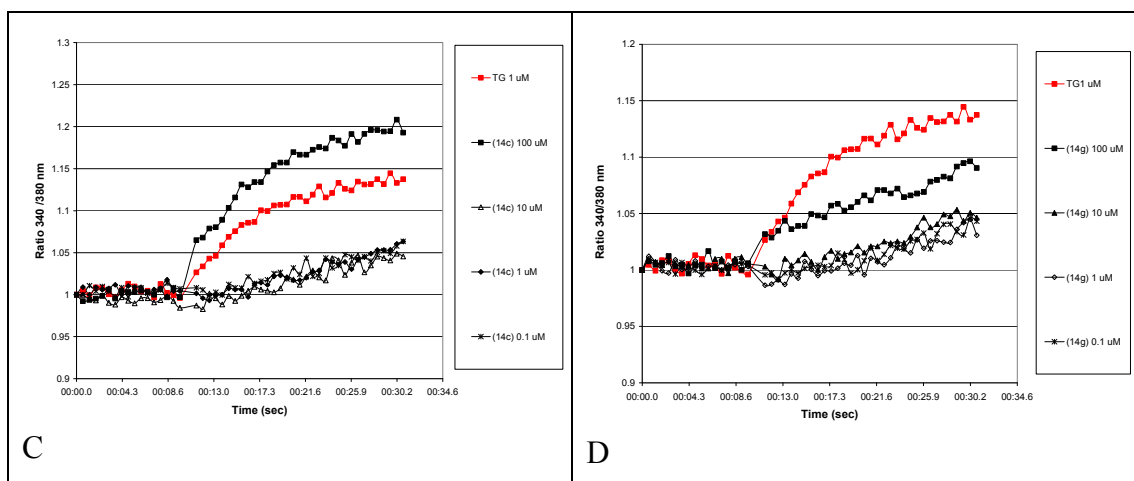 1.3
1.25
1.2
1.15
1.1
1.05
1
0.95
0.9
Ratio 340 /380 nm
00:00.0 00:04.3 00:08.6 00:13.0 00:17.3 00:21.6 00:25.9 00:30.2 00:34.6
Time (sec)
TG 1 uM
(14c) 100 uM
(14c) 10 uM
(14c) 1 uM
(14c) 0.1 uM
C
1.2
1.15
1.1
1.05
1
0.95
0.9
Ratio 340/380 nm
00:00.0 00:04.3 00:08.6 00:13.0 00:17.3 00:21.6 00:25.9 00:30.2 00:34.6
Time (sec)
TG1 uM
(14g) 100 uM
(14g) 10 uM
(14g) 1 uM
(14g) 0.1 uM
D